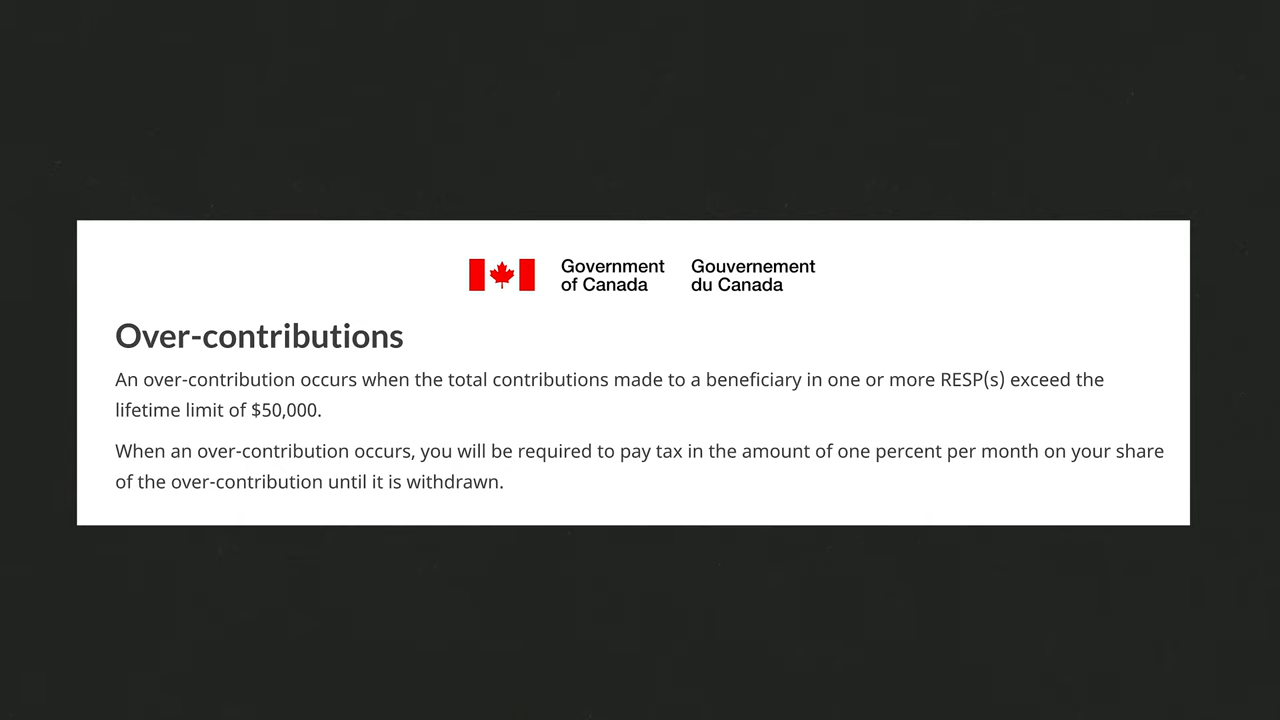 Government Gouvernement
of Canada du Canada
Over-contributions
An over-contribution occurs when the total contributions made to a beneficiary in one or more RESP(s) exceed the
lifetime limit of $50,000.
When an over-contribution occurs, you will be required to pay tax in the amount of one percent per month on your share
of the over-contribution until it is withdrawn.